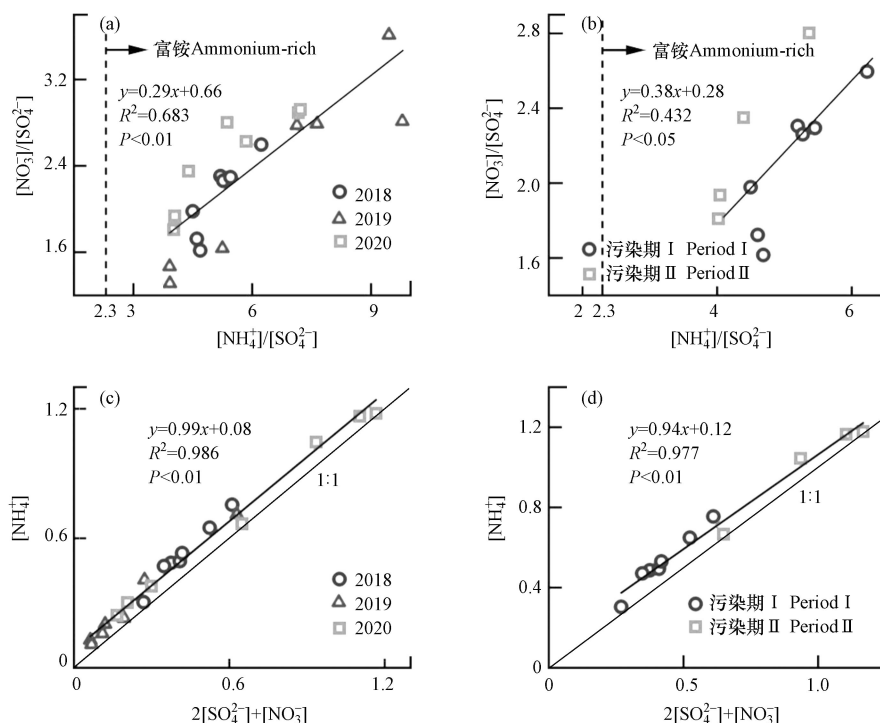 (a)
富铵Ammonium-rich
y=0.29x+0.66
R²=0.683
P<0.01
2018
2019
2020
3.2
2.4
1.6
2.3
3
6
9
[NO₃⁻]/[SO₄²⁻]
[NH₄⁺]/[SO₄²⁻]
(b)
富铵Ammonium-rich
y=0.38x+0.28
R²=0.432
P<0.05
污染期Ⅰ Period Ⅰ
污染期Ⅱ Period Ⅱ
2.8
2.4
2.0
1.6
2
2.3
4
6
[NO₃⁻]/[SO₄²⁻]
[NH₄⁺]/[SO₄²⁻]
(c)
y=0.99x+0.08
R²=0.986
P<0.01
1:1
2018
2019
2020
1.2
0.6
0
0
0.6
1.2
[NH₄⁺]
2[SO₄²⁻]+[NO₃⁻]
(d)
y=0.94x+0.12
R²=0.977
P<0.01
1:1
污染期Ⅰ Period Ⅰ
污染期Ⅱ Period Ⅱ
1.2
0.8
0.4
0
0
0.5
1.0
[NH₄⁺]
2[SO₄²⁻]+[NO₃⁻]